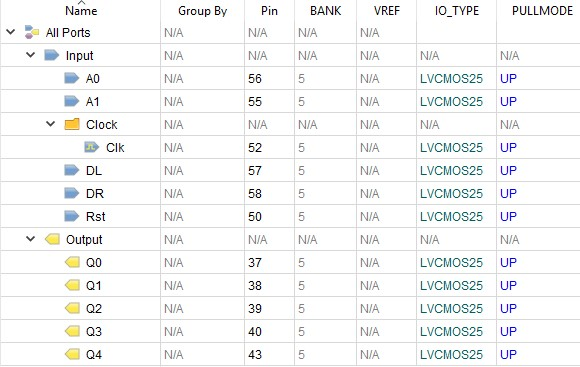 Name Group By Pin BANK VREF IO_TYPE PULLMODE
All Ports N/A N/A N/A N/A
Input N/A N/A N/A N/A N/A N/A
A0 N/A 56 5 N/A LVCMOS25 UP
A1 N/A 55 5 N/A LVCMOS25 UP
Clock N/A N/A N/A N/A N/A N/A
Clk N/A 52 5 N/A LVCMOS25 UP
DL N/A 57 5 N/A LVCMOS25 UP
DR N/A 58 5 N/A LVCMOS25 UP
Rst N/A 50 5 N/A LVCMOS25 UP
Output N/A N/A N/A N/A N/A N/A
Q0 N/A 37 5 N/A LVCMOS25 UP
Q1 N/A 38 5 N/A LVCMOS25 UP
Q2 N/A 39 5 N/A LVCMOS25 UP
Q3 N/A 40 5 N/A LVCMOS25 UP
Q4 N/A 43 5 N/A LVCMOS25 UP